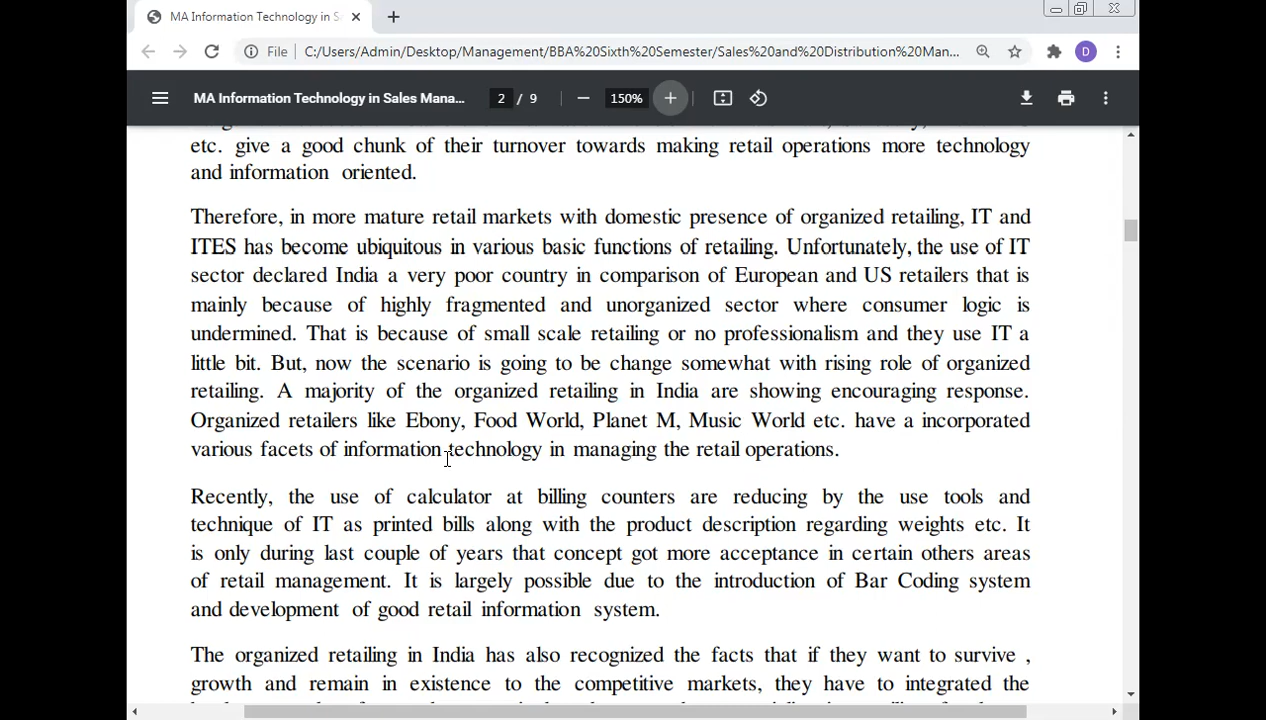 MA Information Technology in S
File
C:/Users/Admin/Desktop/Management/BBA%20Sixth%20Semester/Sales%20and%20Distribution%20Man...
D
MA Information Technology in Sales Mana...
2 / 9
150%
etc. give a good chunk of their turnover towards making retail operations more technology
and information oriented.
Therefore, in more mature retail markets with domestic presence of organized retailing, IT and
ITES has become ubiquitous in various basic functions of retailing. Unfortunately, the use of IT
sector declared India a very poor country in comparison of European and US retailers that is
mainly because of highly fragmented and unorganized sector where consumer logic is
undermined. That is because of small scale retailing or no professionalism and they use IT a
little bit. But, now the scenario is going to be change somewhat with rising role of organized
retailing. A majority of the organized retailing in India are showing encouraging response.
Organized retailers like Ebony, Food World, Planet M, Music World etc. have a incorporated
various facets of information technology in managing the retail operations.
Recently, the use of calculator at billing counters are reducing by the use tools and
technique of IT as printed bills along with the product description regarding weights etc. It
is only during last couple of years that concept got more acceptance in certain others areas
of retail management. It is largely possible due to the introduction of Bar Coding system
and development of good retail information system.
The organized retailing in India has also recognized the facts that if they want to survive ,
growth and remain in existence to the competitive markets, they have to integrated the